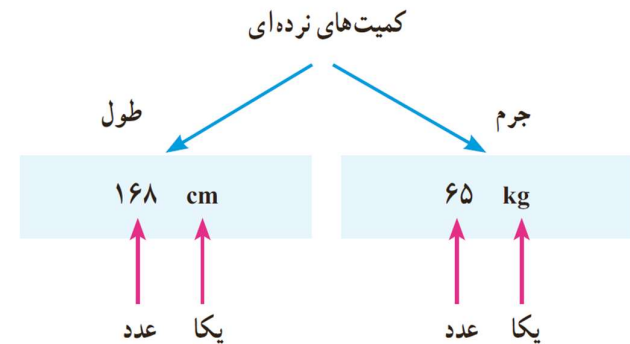 کمیت‌های نرده‌ای
جرم
طول
۶۵ kg
۱۶۸ cm
یکا
عدد
یکا
عدد